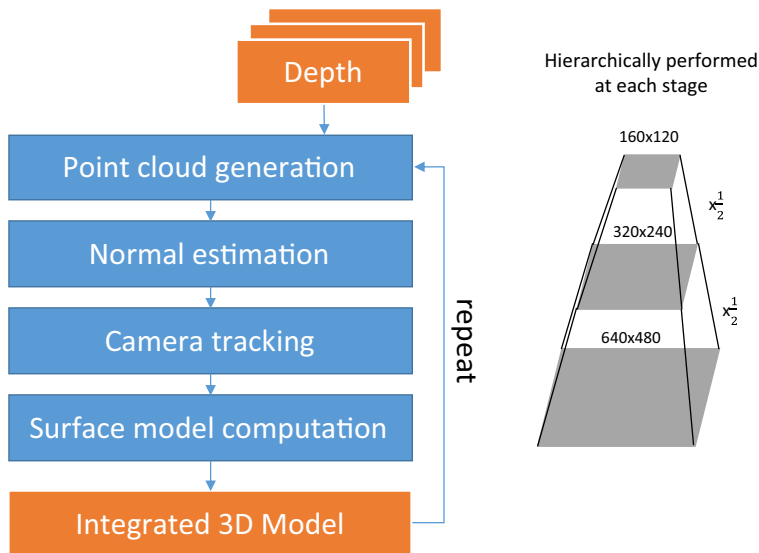 Depth
Point cloud generation
Normal estimation
Camera tracking
Surface model computation
Integrated 3D Model
repeat
Hierarchically performed
at each stage
160x120
x1/2
320x240
x1/2
640x480